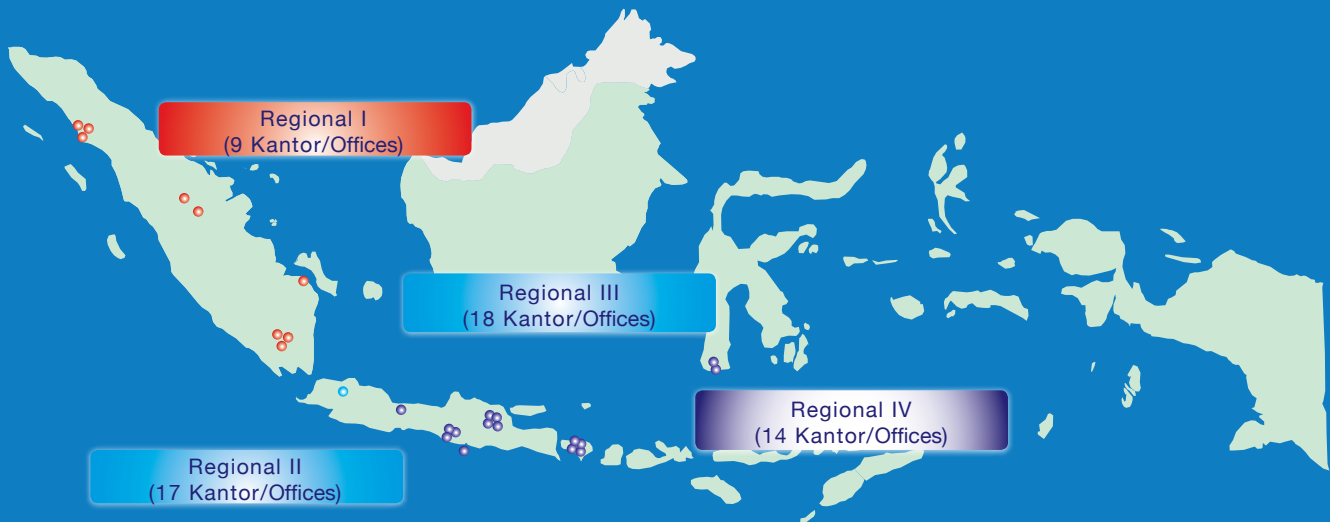 Regional I
(9 Kantor/Offices)
Regional III
(18 Kantor/Offices)
Regional IV
(14 Kantor/Offices)
Regional II
(17 Kantor/Offices)